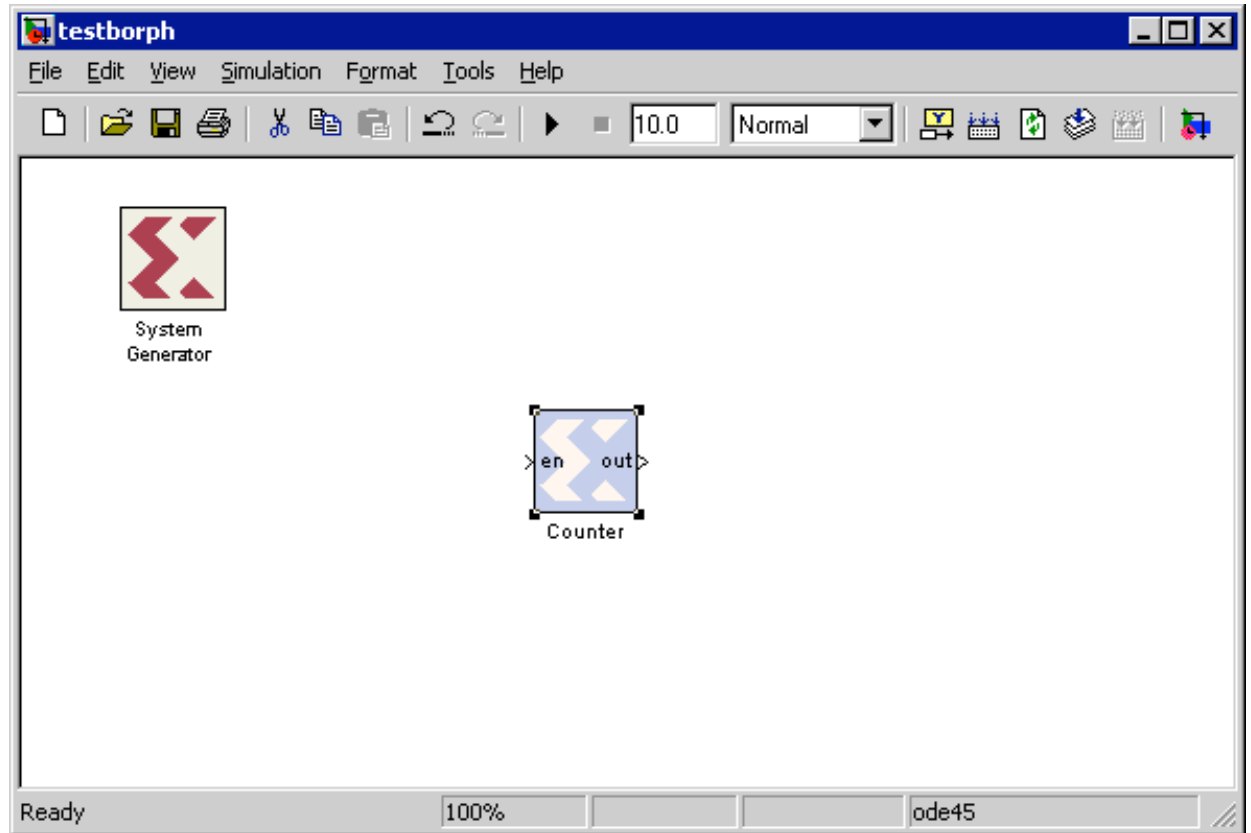 testborph
File Edit View Simulation Format Tools Help
10.0 Normal
System
Generator
en out
Counter
Ready 100% ode45